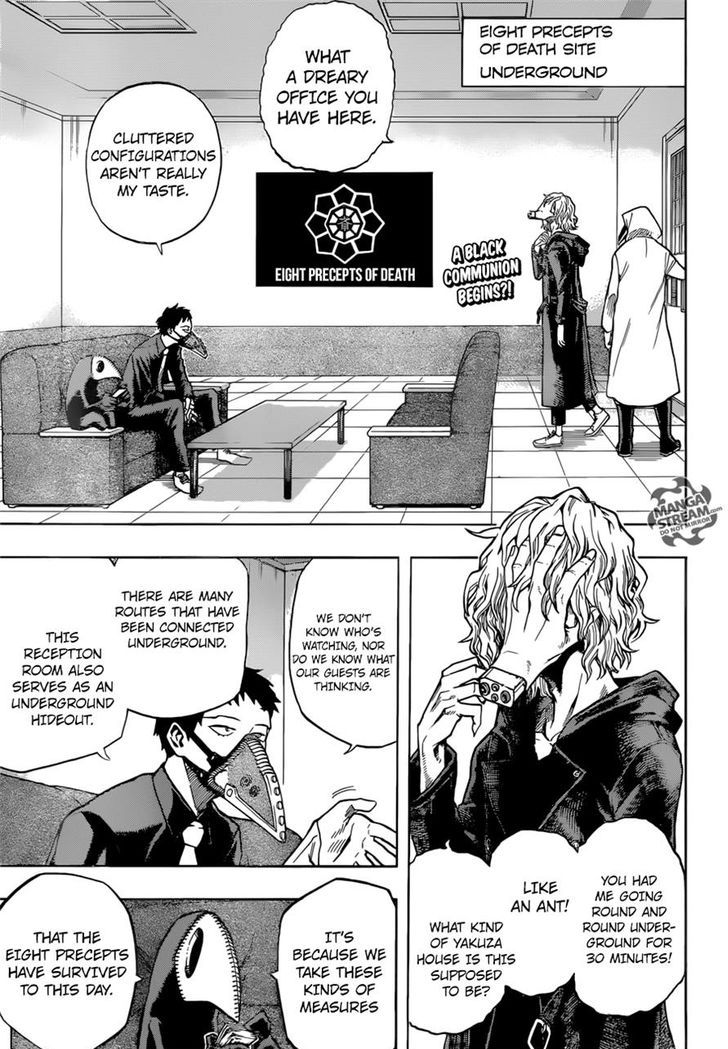 EIGHT PRECEPTS
OF DEATH SITE
UNDERGROUND
WHAT
A DREARY
OFFICE YOU
HAVE HERE.
CLUTTERED
CONFIGURATIONS
AREN'T REALLY
MY TASTE.
EIGHT PRECEPTS OF DEATH
A BLACK
COMMUNION
BEGINS?!
MANGA
STREAM.com
DO NOT MIRROR
YOU HAD
ME GOING
ROUND AND
ROUND UNDER-
GROUND FOR
30 MINUTES!
LIKE
AN ANT!
WHAT KIND
OF YAKUZA
HOUSE IS THIS
SUPPOSED
TO BE?
WE DON'T
KNOW WHO'S
WATCHING, NOR
DO WE KNOW WHAT
OUR GUESTS ARE
THINKING.
THERE ARE MANY
ROUTES THAT HAVE
BEEN CONNECTED
UNDERGROUND.
THIS
RECEPTION
ROOM ALSO
SERVES AS AN
UNDERGROUND
HIDEOUT.
IT'S
BECAUSE WE
TAKE THESE
KINDS OF
MEASURES
THAT THE
EIGHT PRECEPTS
HAVE SURVIVED
TO THIS DAY.